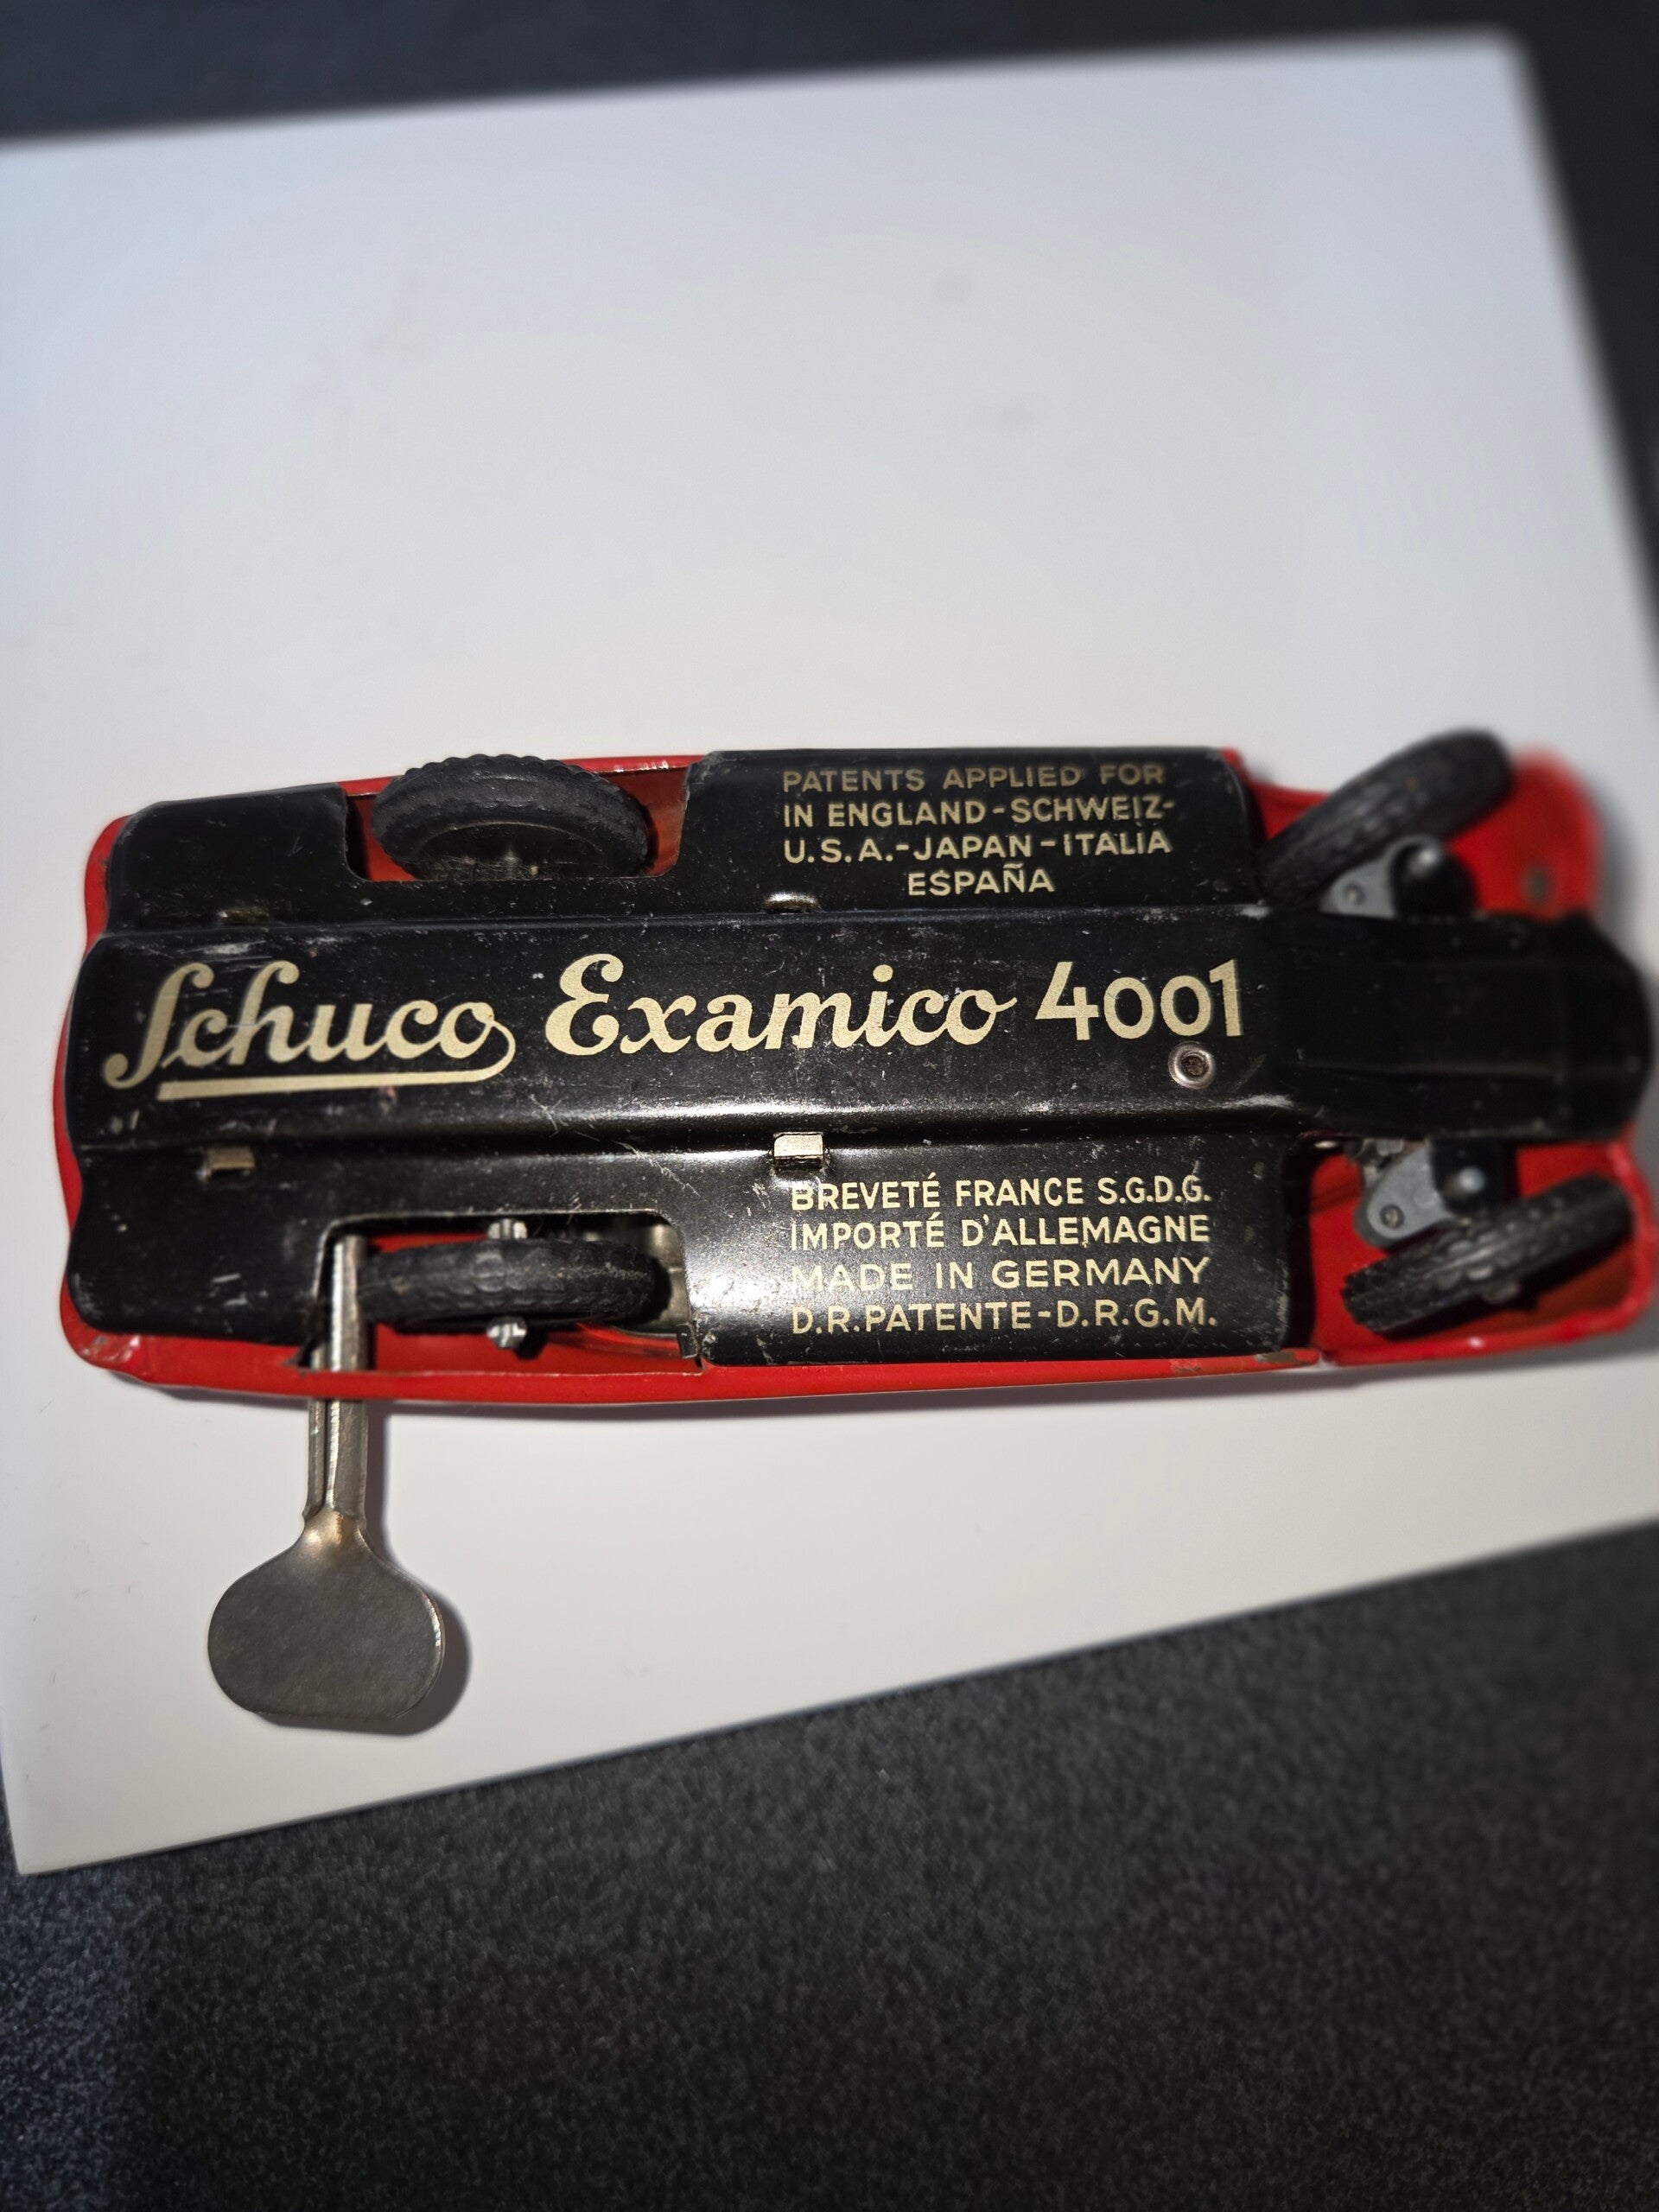 PATENTS APPLIED FOR
IN ENGLAND-SCHWEIZ-
U.S.A.-JAPAN-ITALIA
ESPAÑA
Schuco Examico 4001
BREVETÉ FRANCE S.G.D.G.
IMPORTÉ D'ALLEMAGNE
MADE IN GERMANY
D.R.PATENTE-D.R.G.M.